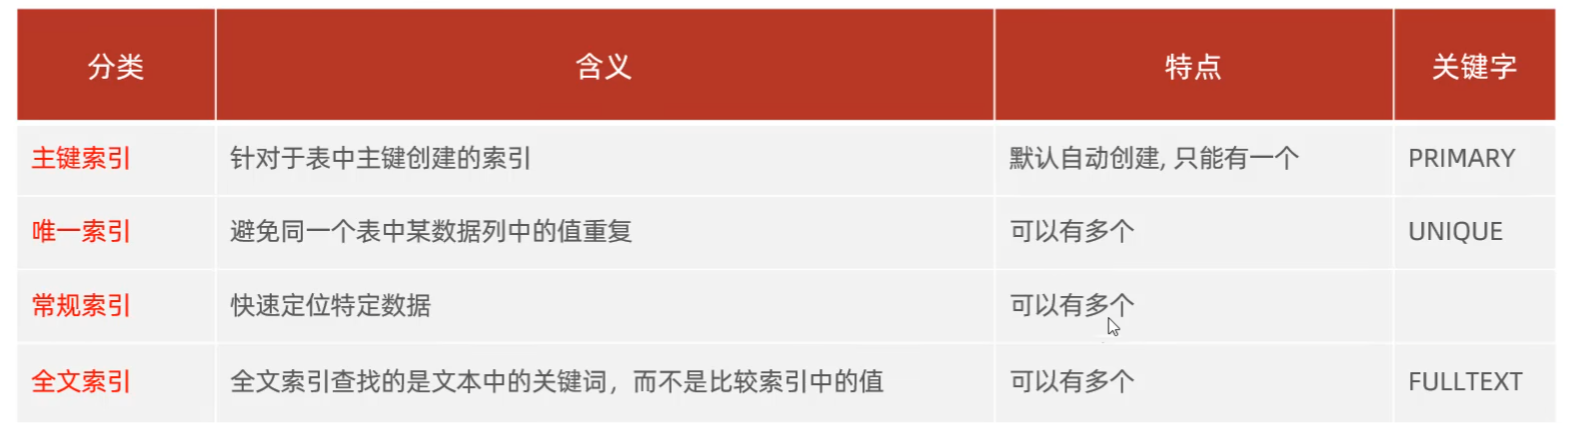 分类 含义 特点 关键字
主键索引 针对于表中主键创建的索引 默认自动创建, 只能有一个 PRIMARY
唯一索引 避免同一个表中某数据列中的值重复 可以有多个 UNIQUE
常规索引 快速定位特定数据 可以有多个
全文索引 全文索引查找的是文本中的关键词，而不是比较索引中的值 可以有多个 FULLTEXT